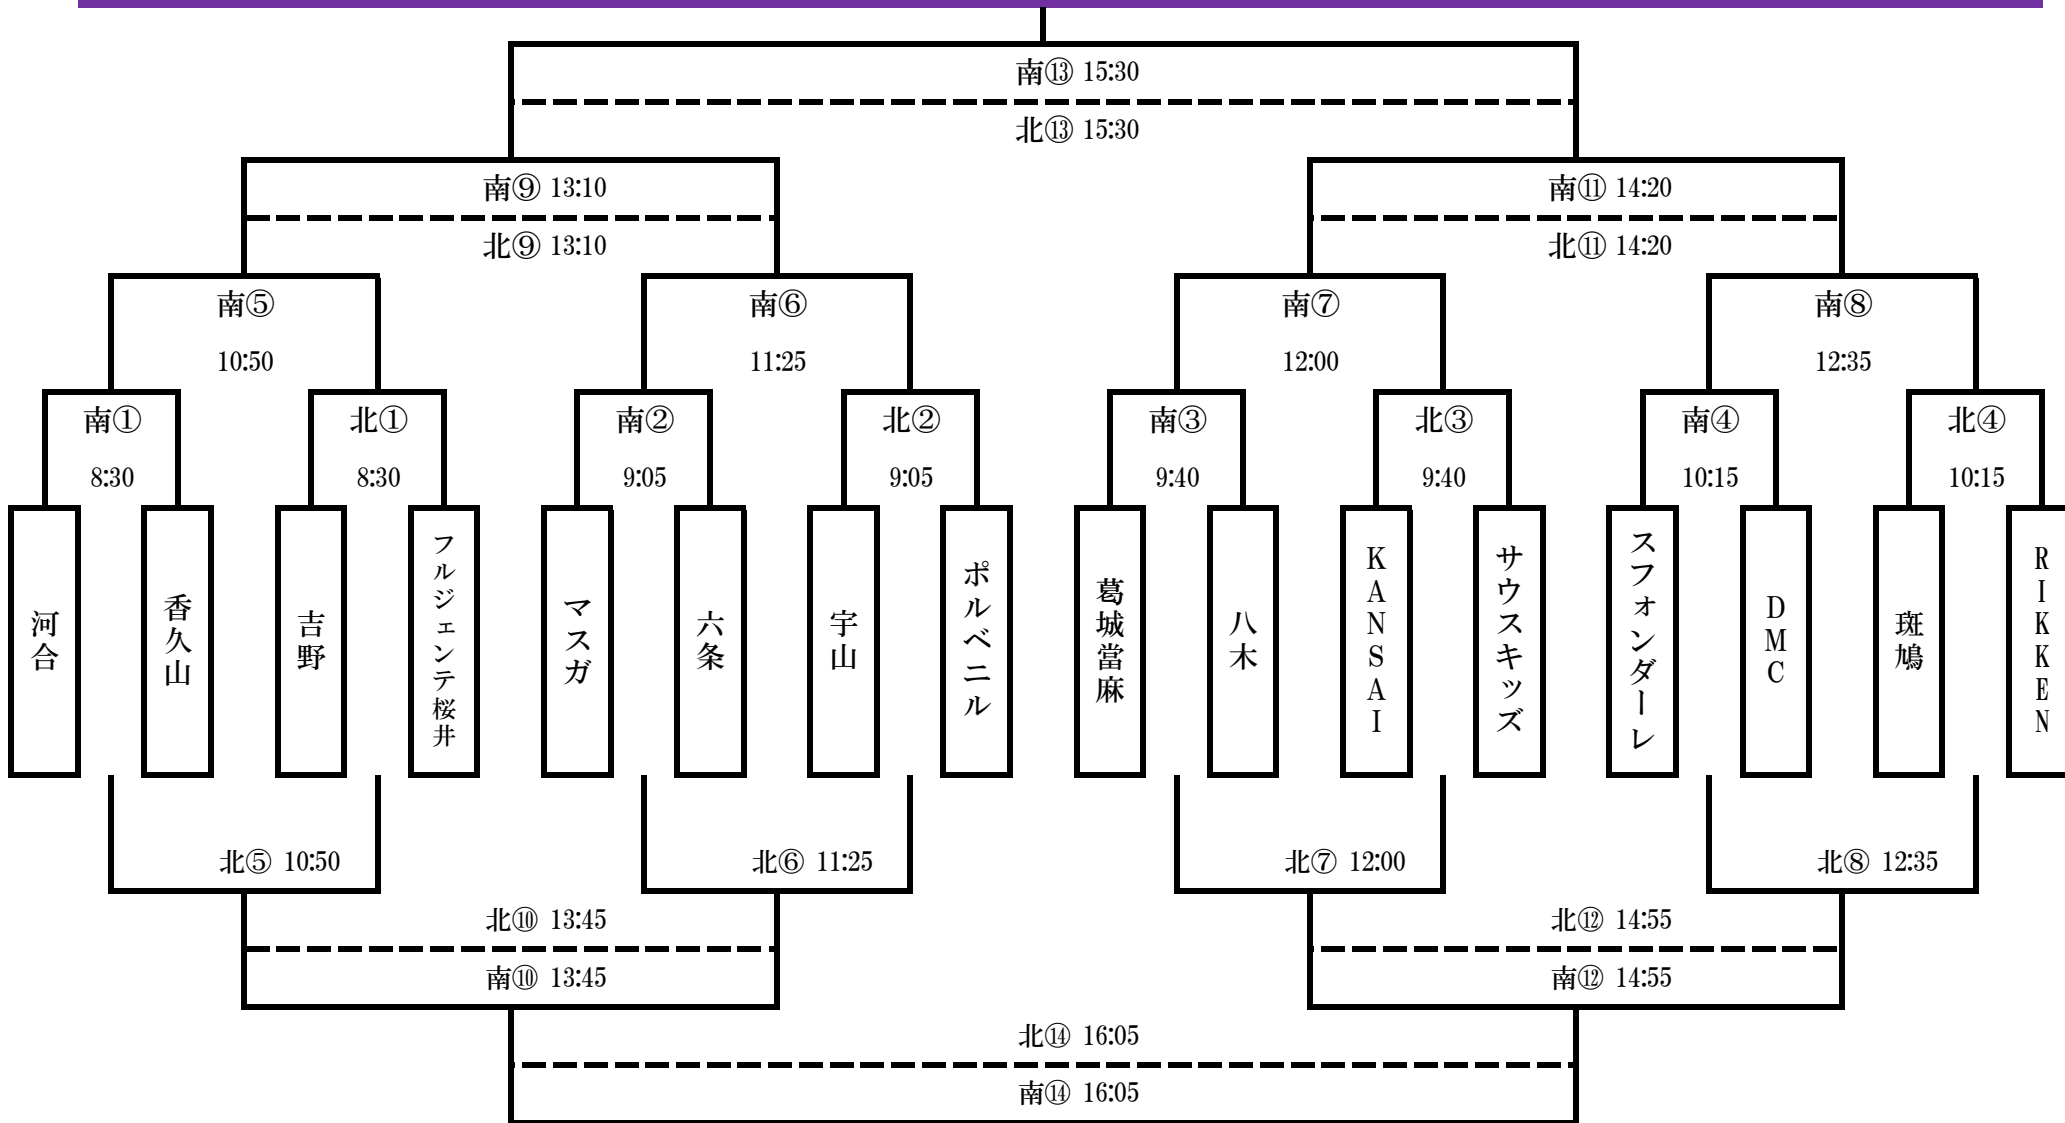 南⑬ 15:30
北⑬ 15:30
南⑨ 13:10
南⑪ 14:20
北⑨ 13:10
北⑪ 14:20
南⑤
南⑥
南⑦
南⑧
10:50
11:25
12:00
12:35
南①
北①
南②
北②
南③
北③
南④
北④
8:30
8:30
9:05
9:05
9:40
9:40
10:15
10:15
河合
香久山
吉野
フルジェンテ桜井
マスガ
六条
宇山
ポルベニル
葛城當麻
八木
KANSAI
サウスキッズ
スフォンダーレ
DMC
斑鳩
RIKKEN
北⑤ 10:50
北⑥ 11:25
北⑦ 12:00
北⑧ 12:35
北⑩ 13:45
北⑫ 14:55
南⑩ 13:45
南⑫ 14:55
北⑭ 16:05
南⑭ 16:05